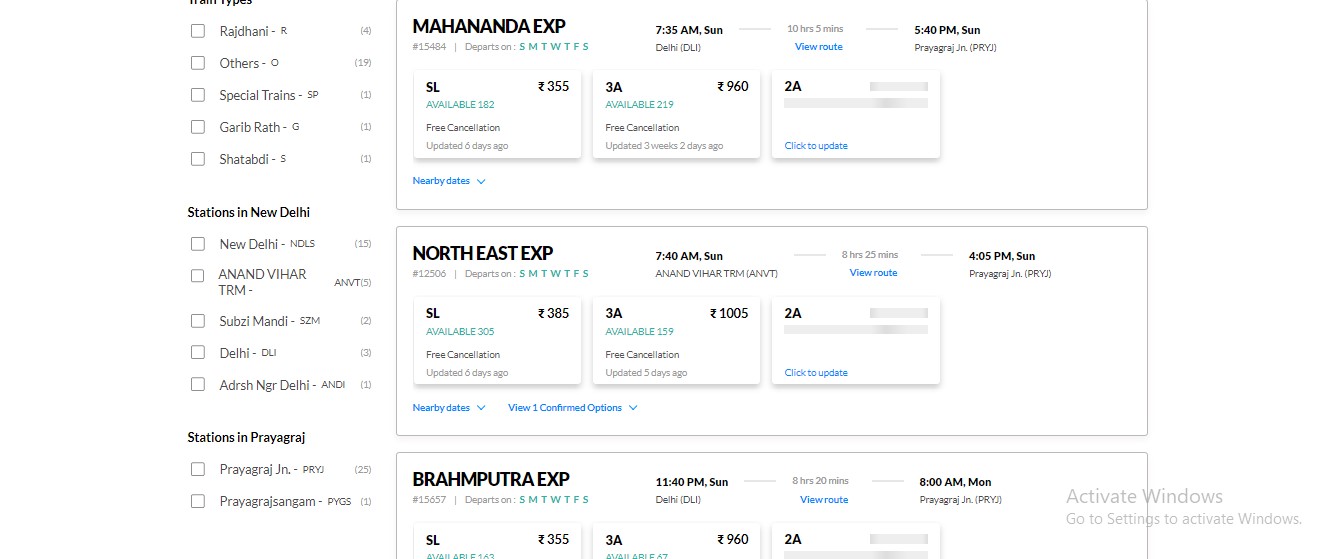 Train Types
Rajdhani - R (4)
Others - O (19)
Special Trains - SP (1)
Garib Rath - G (1)
Shatabdi - S (1)
Stations in New Delhi
New Delhi - NDLS (15)
ANAND VIHAR
TRM - ANVT(5)
Subzi Mandi - SZM (2)
Delhi - DLI (3)
Adrsh Ngr Delhi - ANDI (1)
Stations in Prayagraj
Prayagraj Jn. - PRYJ (25)
Prayagrajsangam - PYGS (1)
MAHANANDA EXP
#15484 | Departs on : S M T W T F S
7:35 AM, Sun
Delhi (DLI)
10 hrs 5 mins
View route
5:40 PM, Sun
Prayagraj Jn. (PRYJ)
SL ₹ 355
AVAILABLE 182
Free Cancellation
Updated 6 days ago
3A ₹ 960
AVAILABLE 219
Free Cancellation
Updated 3 weeks 2 days ago
2A
Click to update
Nearby dates
NORTH EAST EXP
#12506 | Departs on : S M T W T F S
7:40 AM, Sun
ANAND VIHAR TRM (ANVT)
8 hrs 25 mins
View route
4:05 PM, Sun
Prayagraj Jn. (PRYJ)
SL ₹ 385
AVAILABLE 305
Free Cancellation
Updated 6 days ago
3A ₹ 1005
AVAILABLE 159
Free Cancellation
Updated 5 days ago
2A
Click to update
Nearby dates View 1 Confirmed Options
BRAHMPUTRA EXP
#15657 | Departs on : S M T W T F S
11:40 PM, Sun
Delhi (DLI)
8 hrs 20 mins
View route
8:00 AM, Mon
Prayagraj Jn. (PRYJ)
SL ₹ 355
AVAILABLE 163
3A ₹ 960
AVAILABLE 67
2A
Activate Windows
Go to Settings to activate Windows.